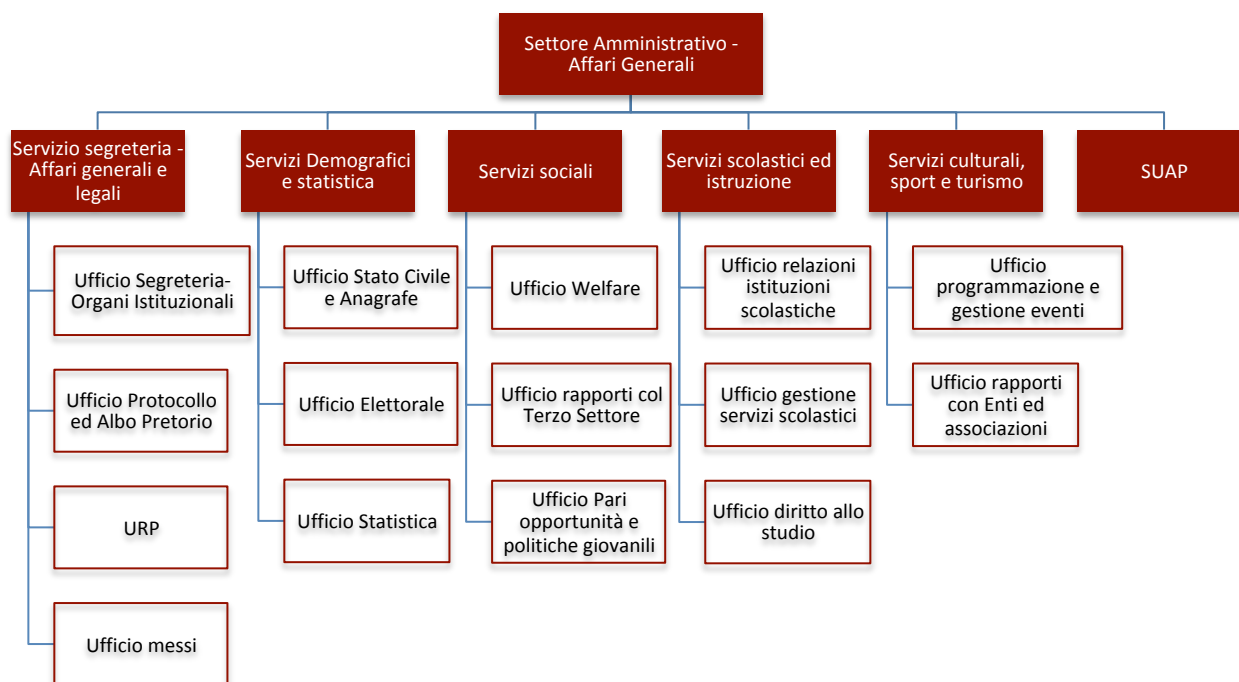 Settore Amministrativo -
Affari Generali
Servizio segreteria -
Affari generali e
legali
Servizi Demografici
e statistica
Servizi sociali
Servizi scolastici ed
istruzione
Servizi culturali,
sport e turismo
SUAP
Ufficio Segreteria-
Organi Istituzionali
Ufficio Protocollo
ed Albo Pretorio
URP
Ufficio messi
Ufficio Stato Civile
e Anagrafe
Ufficio Elettorale
Ufficio Statistica
Ufficio Welfare
Ufficio rapporti col
Terzo Settore
Ufficio Pari
opportunità e
politiche giovanili
Ufficio relazioni
istituzioni
scolastiche
Ufficio gestione
servizi scolastici
Ufficio diritto allo
studio
Ufficio
programmazione e
gestione eventi
Ufficio rapporti
con Enti ed
associazioni